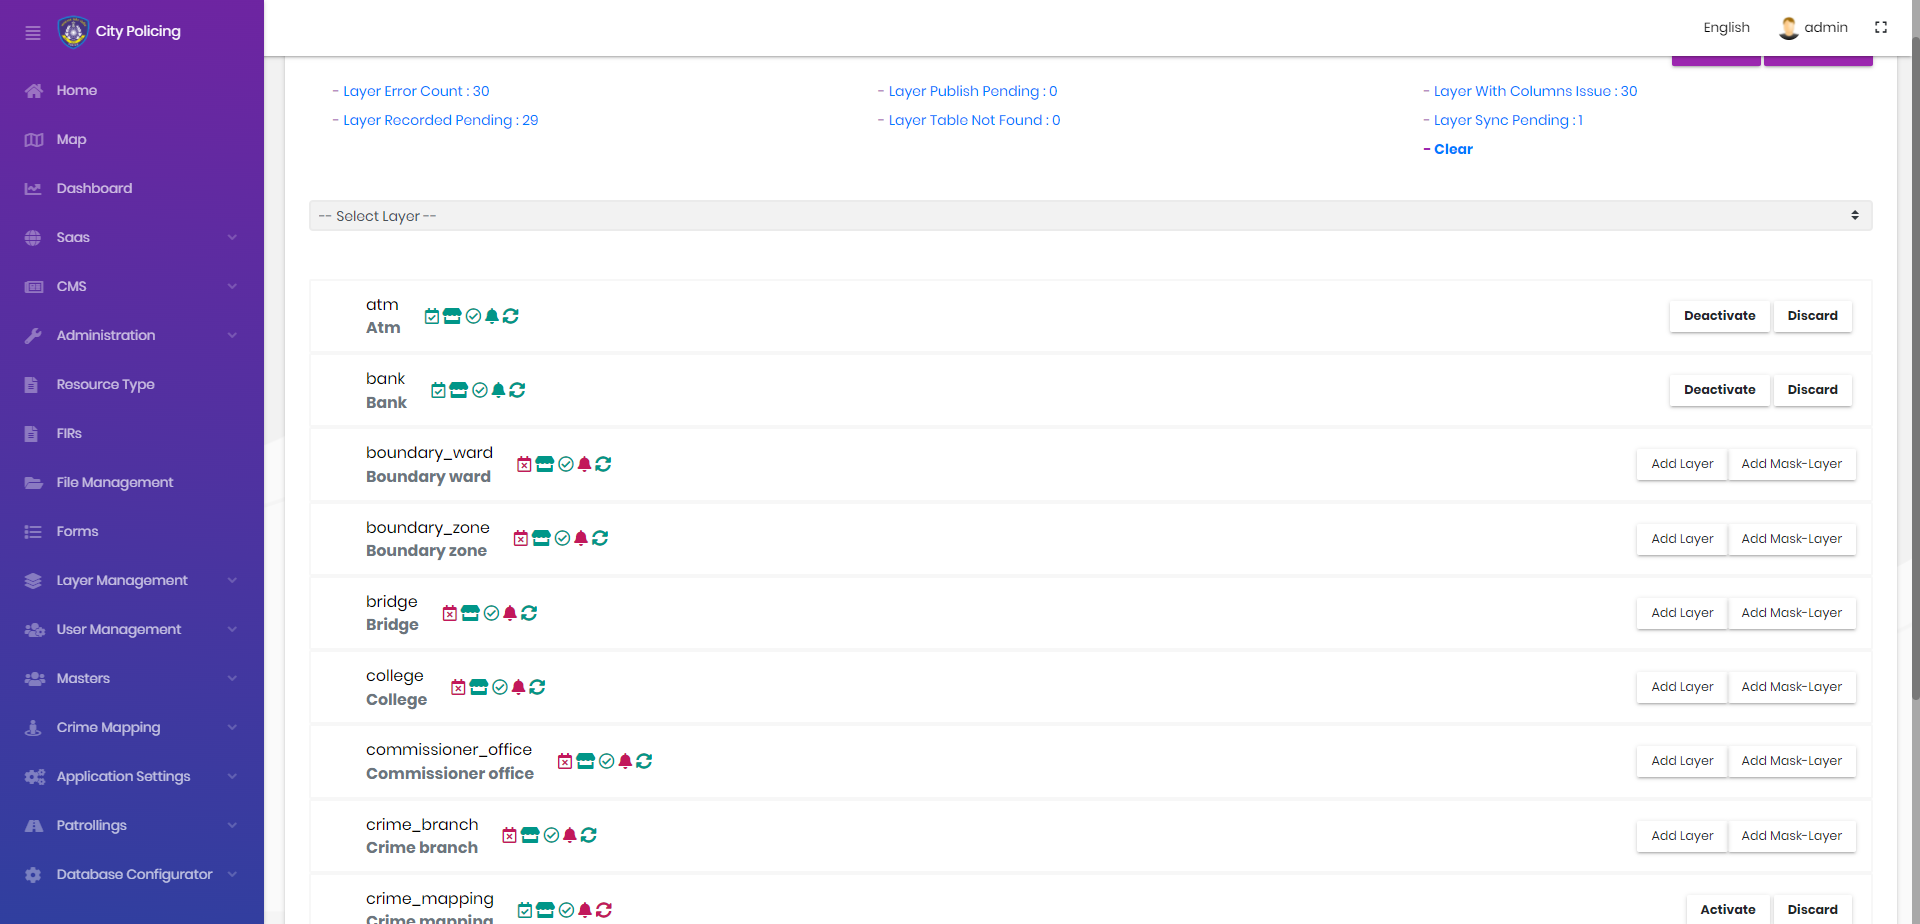 City Policing
English
admin
Home
Map
Dashboard
Saas
CMS
Administration
Resource Type
FIRs
File Management
Forms
Layer Management
User Management
Masters
Crime Mapping
Application Settings
Patrollings
Database Configurator
- Layer Error Count : 30
- Layer Publish Pending : 0
- Layer With Columns Issue : 30
- Layer Recorded Pending : 29
- Layer Table Not Found : 0
- Layer Sync Pending : 1
- Clear
-- Select Layer --
atm
Atm
Deactivate
Discard
bank
Bank
Deactivate
Discard
boundary_ward
Boundary ward
Add Layer
Add Mask-Layer
boundary_zone
Boundary zone
Add Layer
Add Mask-Layer
bridge
Bridge
Add Layer
Add Mask-Layer
college
College
Add Layer
Add Mask-Layer
commissioner_office
Commissioner office
Add Layer
Add Mask-Layer
crime_branch
Crime branch
Add Layer
Add Mask-Layer
crime_mapping
Crime mapping
Activate
Discard